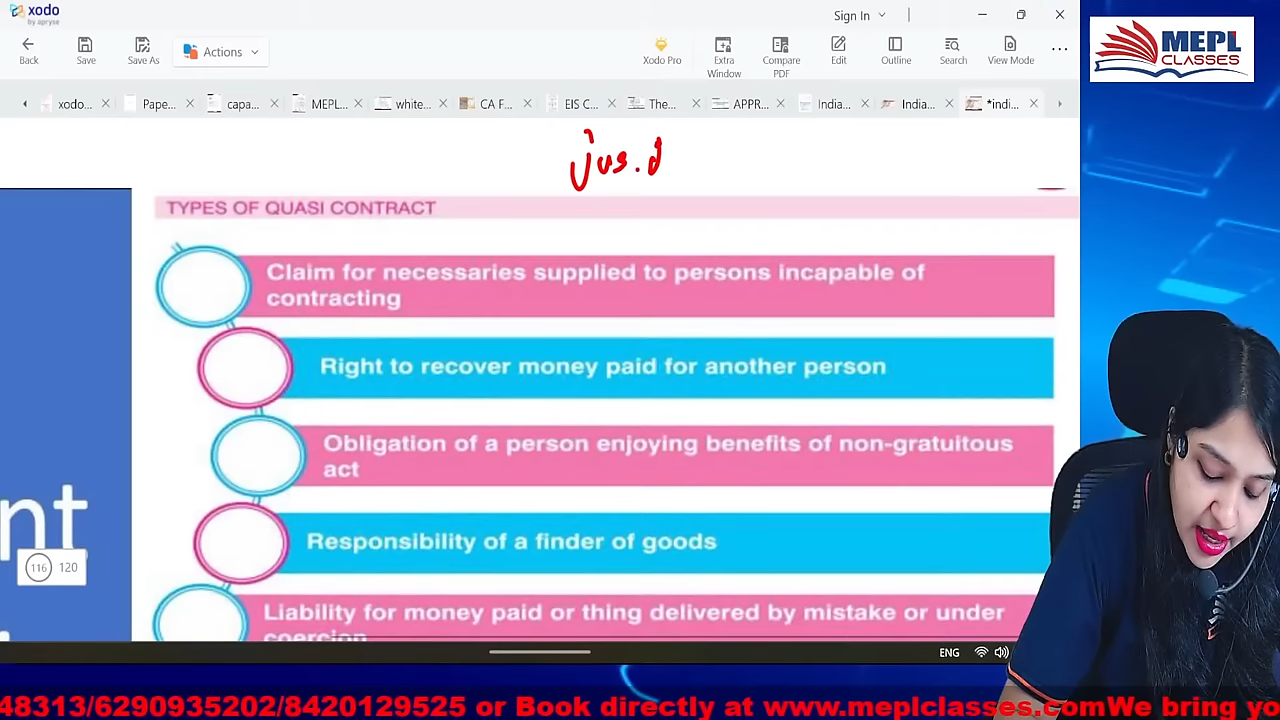 xodo
by apryse
Sign In
Back
Save
Save As
Actions
Xodo Pro
Extra Window
Compare PDF
Edit
Outline
Search
View Mode
MEPL
CLASSES
xodo...
Pape...
capa...
MEPL...
white...
CA F...
EIS C...
The...
APPR...
India...
India...
*indi...
jus. d
TYPES OF QUASI CONTRACT
Claim for necessaries supplied to persons incapable of
contracting
Right to recover money paid for another person
Obligation of a person enjoying benefits of non-gratuitous
act
Responsibility of a finder of goods
Liability for money paid or thing delivered by mistake or under
coercion
nt
116 120
ENG
48313/6290935202/8420129525 or Book directly at www.meplclasses.comWe bring yo